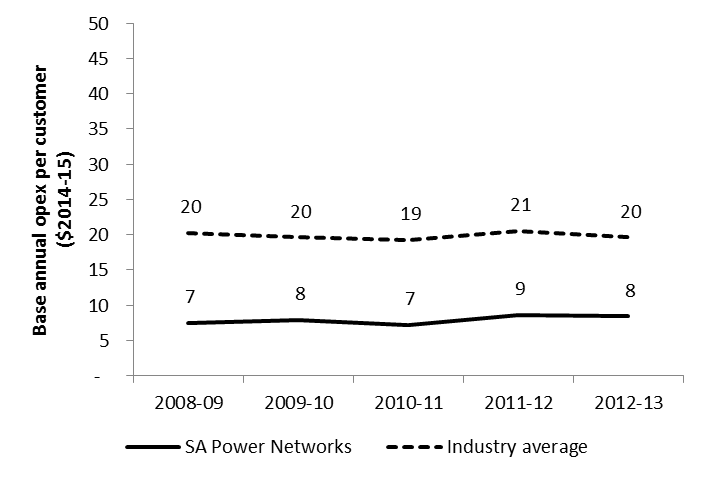 Base annual opex per customer
($2014-15)
50
45
40
35
30
25
20
15
10
5
-
20 20 19 21 20
7 8 7 9 8
2008-09 2009-10 2010-11 2011-12 2012-13
SA Power Networks Industry average